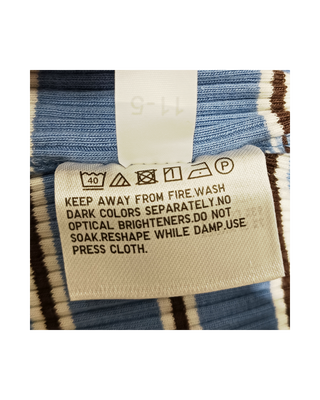 11-6
40 P
KEEP AWAY FROM FIRE.WASH
DARK COLORS SEPARATELY.NO
OPTICAL BRIGHTENERS.DO NOT
SOAK.RESHAPE WHILE DAMP.USE
PRESS CLOTH.